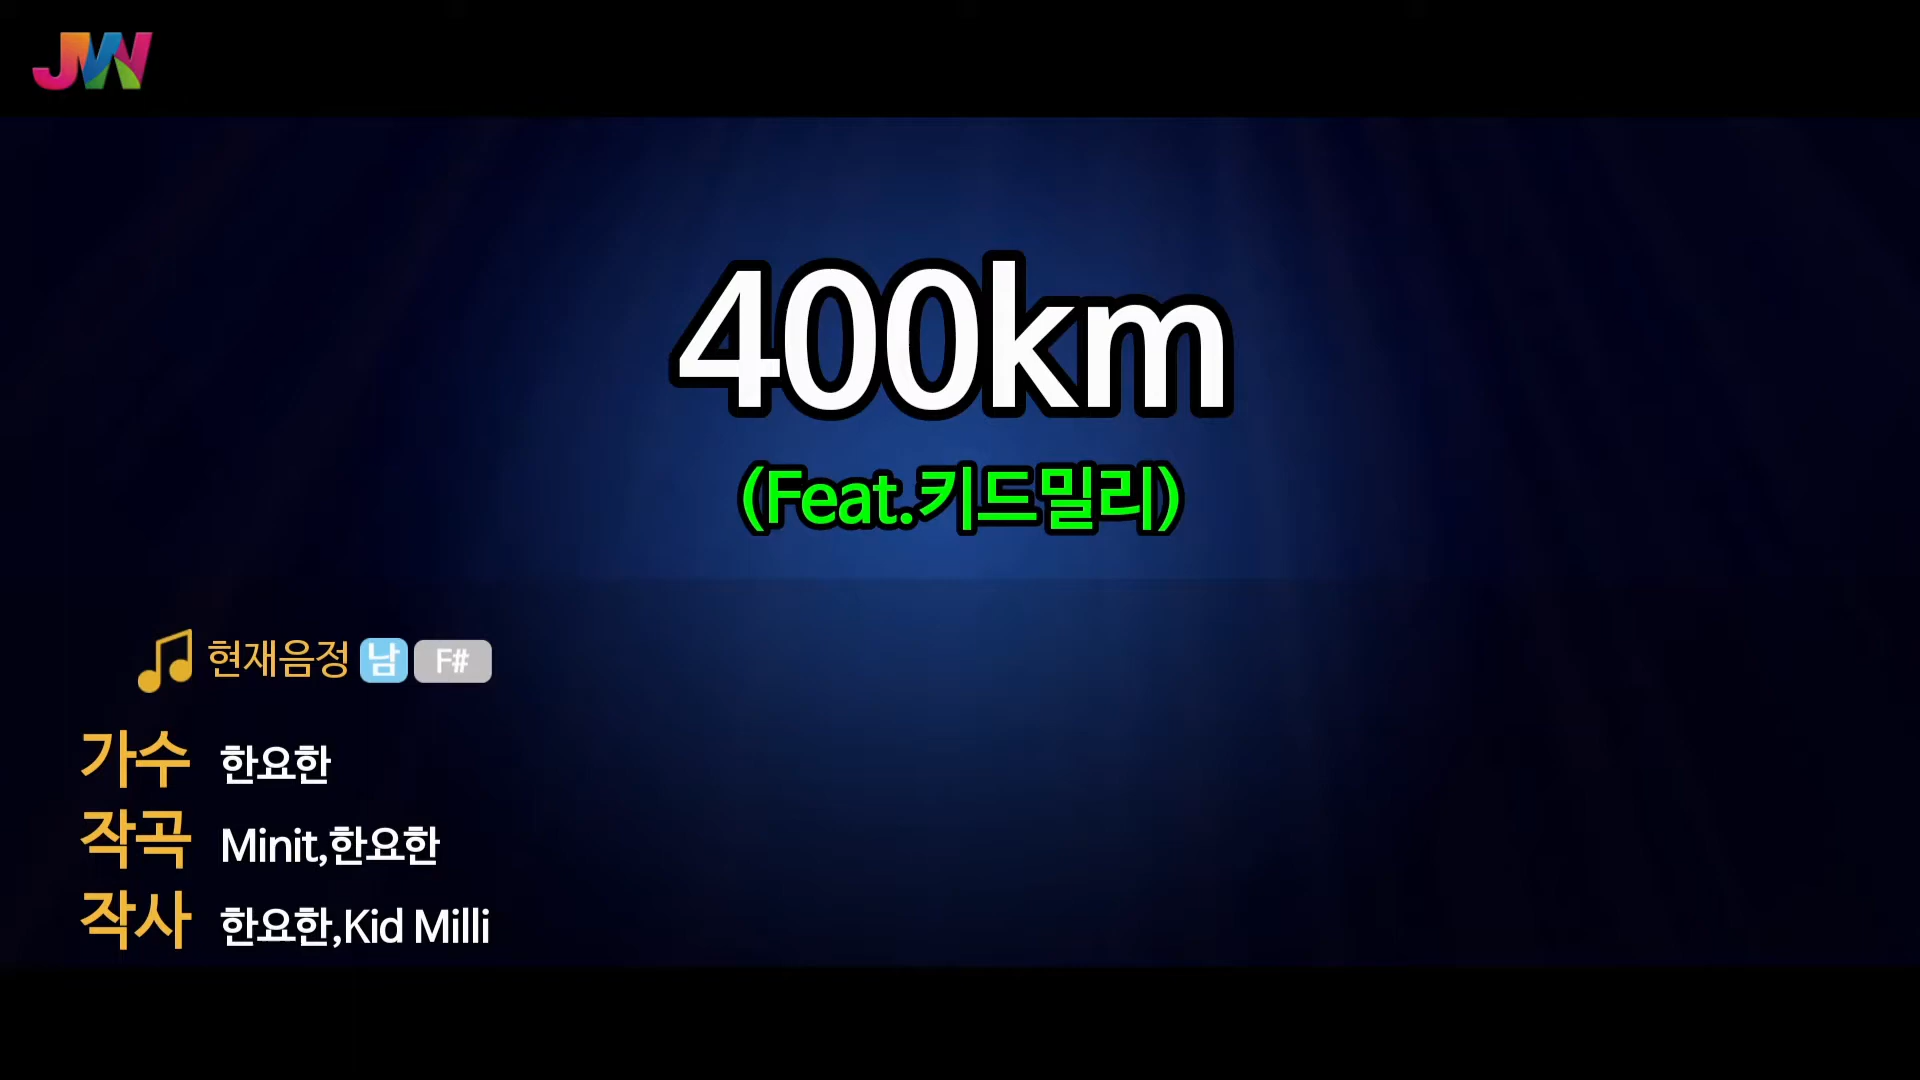 JW
400km
(Feat.키드밀리)
현재음정 남 F#
가수 한요한
작곡 Minit,한요한
작사 한요한,Kid Milli